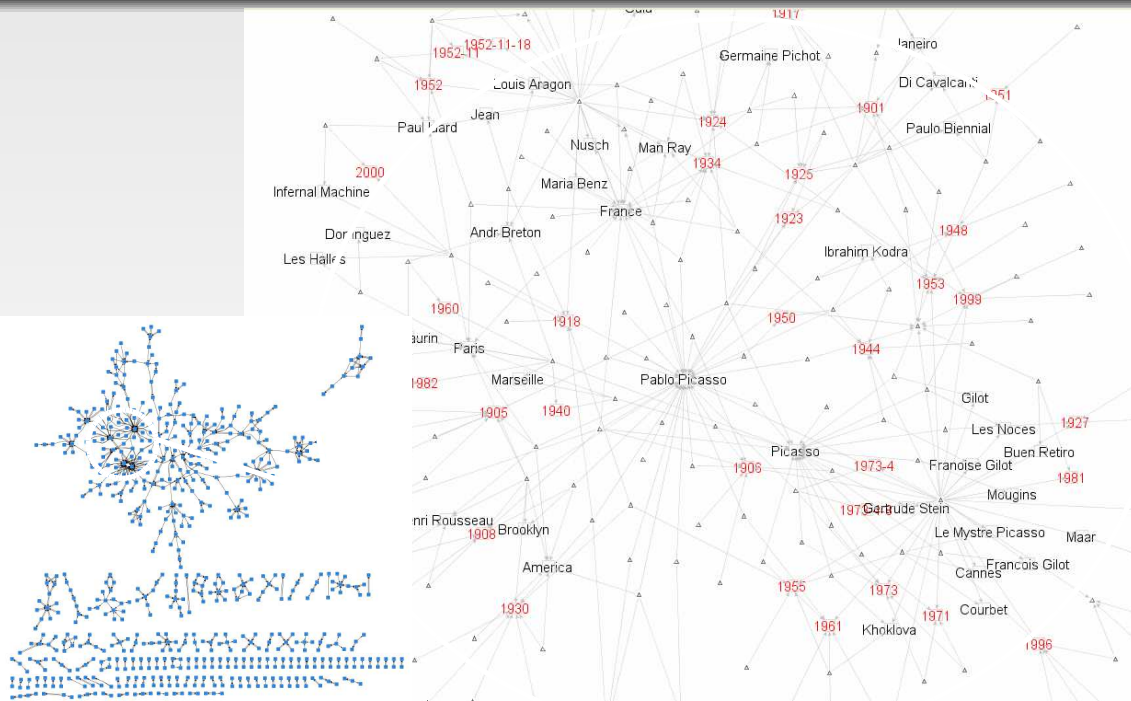 1917
1952-11-18
1952-11
Germaine Pichot
1952
Louis Aragon
Di Cavalcanti
1901
Jean
1924
Paulo Biennial
Nusch
Man Ray
1934
2000
1925
Infernal Machine
Maria Benz
France
1923
Andr Breton
1948
Les Halles
Ibrahim Kodra
1953
1999
1960
1918
1950
Paris
1944
1982
Marseille
Pablo Picasso
Gilot
1905
1940
1927
Les Noces
Picasso
Buen Retiro
1906
1973-4
Franoise Gilot
1981
Mougins
Gertrude Stein
Rousseau
1908
Brooklyn
Le Mystre Picasso
Maar
America
Francois Gilot
Cannes
1955
1973
1930
1971
Courbet
1961
Khoklova
1996